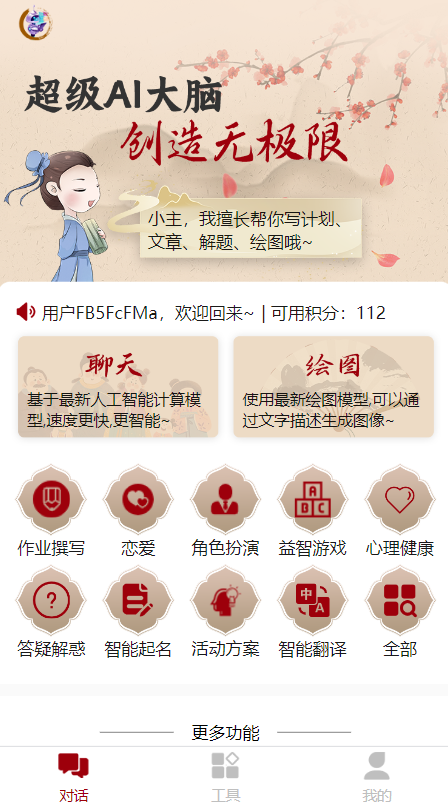 超级AI大脑
创造无极限
小主，我擅长帮你写计划、
文章、解题、绘图哦~
用户FB5FcFMa，欢迎回来~ | 可用积分：112
聊天
基于最新人工智能计算模
型,速度更快,更智能~
绘图
使用最新绘图模型,可以通
过文字描述生成图像~
作业撰写
恋爱
角色扮演
A
B C
益智游戏
心理健康
?
答疑解惑
智能起名
活动方案
中
A
智能翻译
全部
更多功能
对话
工具
我的